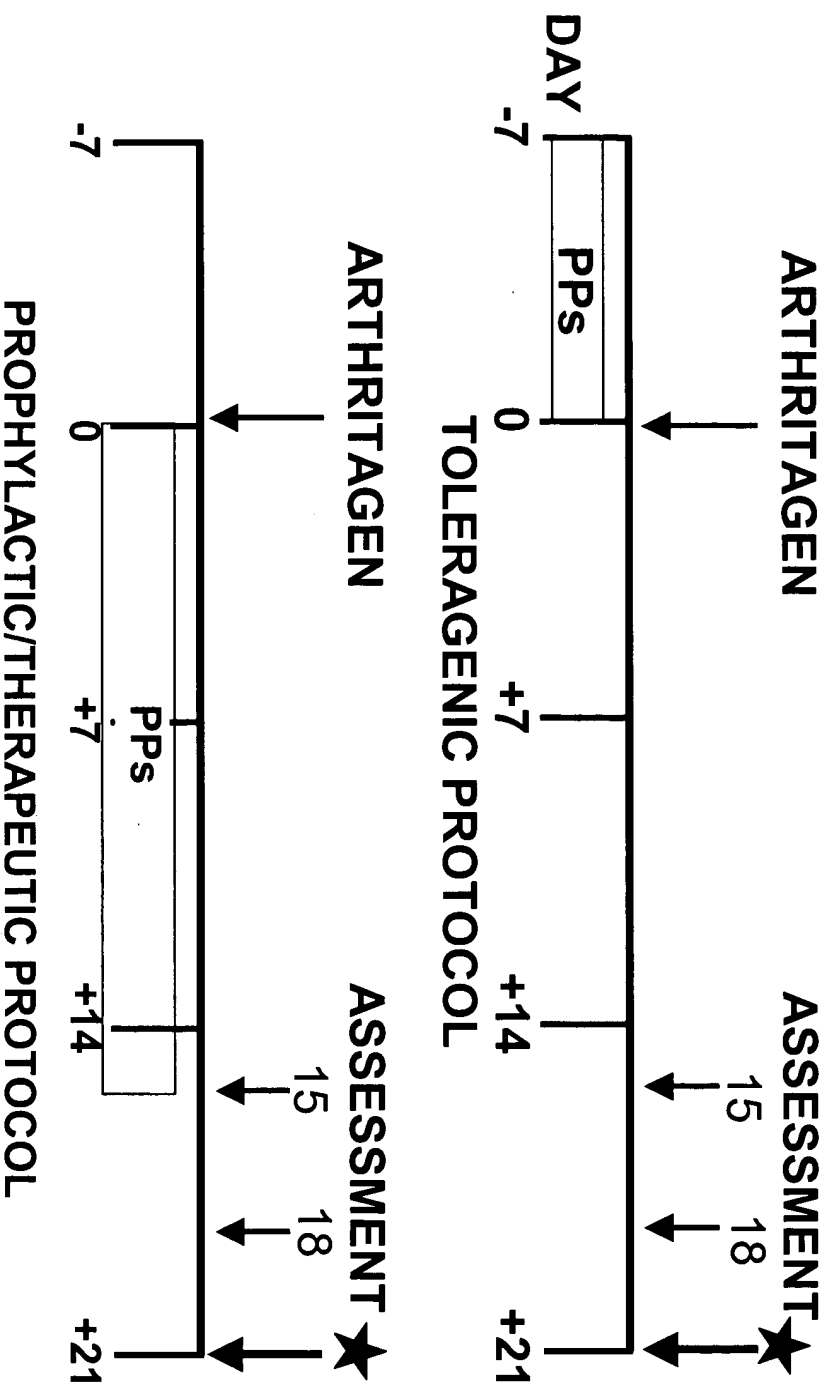 ARTHRITAGEN ASSESSMENT
15 18
PPs
DAY -7 0 +7 +14 +21
TOLERAGENIC PROTOCOL
ARTHRITAGEN ASSESSMENT
15 18
PPs
-7 0 +7 +14 +21
PROPHYLACTIC/THERAPEUTIC PROTOCOL